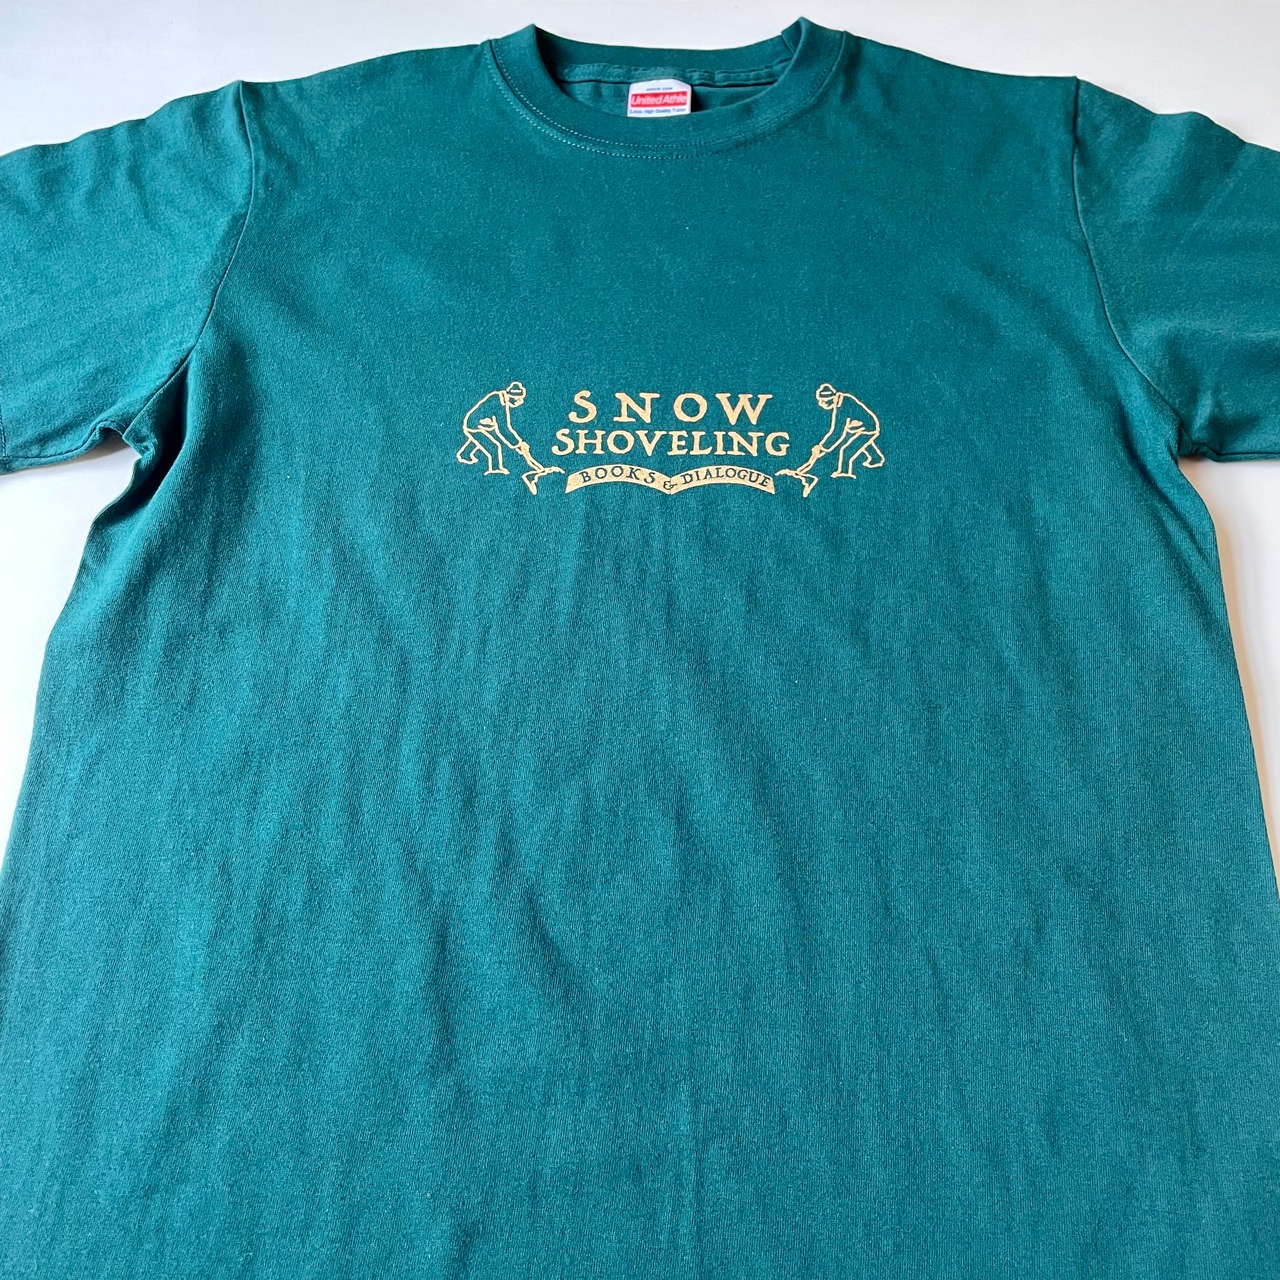 United Athle
SNOW
SHOVELING
BOOKS & DIALOGUE